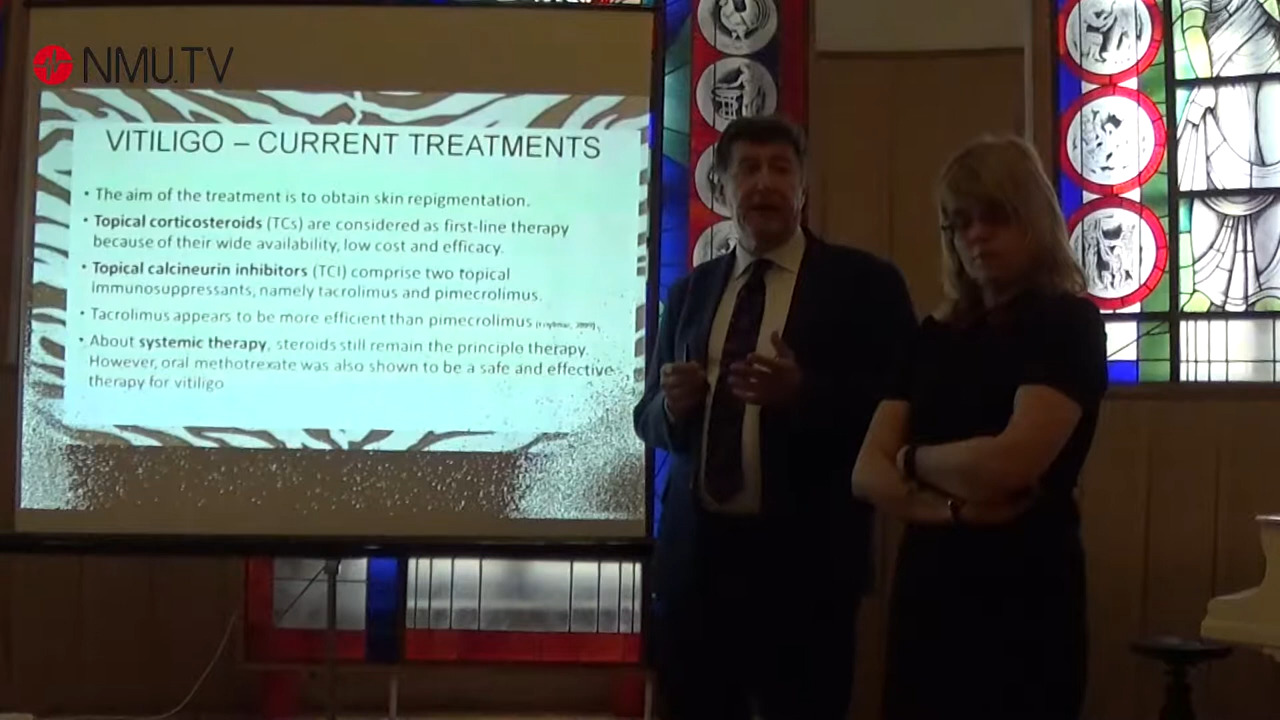 NMU.TV
VITILIGO – CURRENT TREATMENTS
• The aim of the treatment is to obtain skin repigmentation.
• Topical corticosteroids (TCs) are considered as first-line therapy
because of their wide availability, low cost and efficacy.
• Topical calcineurin inhibitors (TCI) comprise two topical
immunosuppressants, namely tacrolimus and pimecrolimus.
• Tacrolimus appears to be more efficient than pimecrolimus
• About systemic therapy, steroids still remain the principle therapy.
However, oral methotrexate was also shown to be a safe and effective
therapy for vitiligo